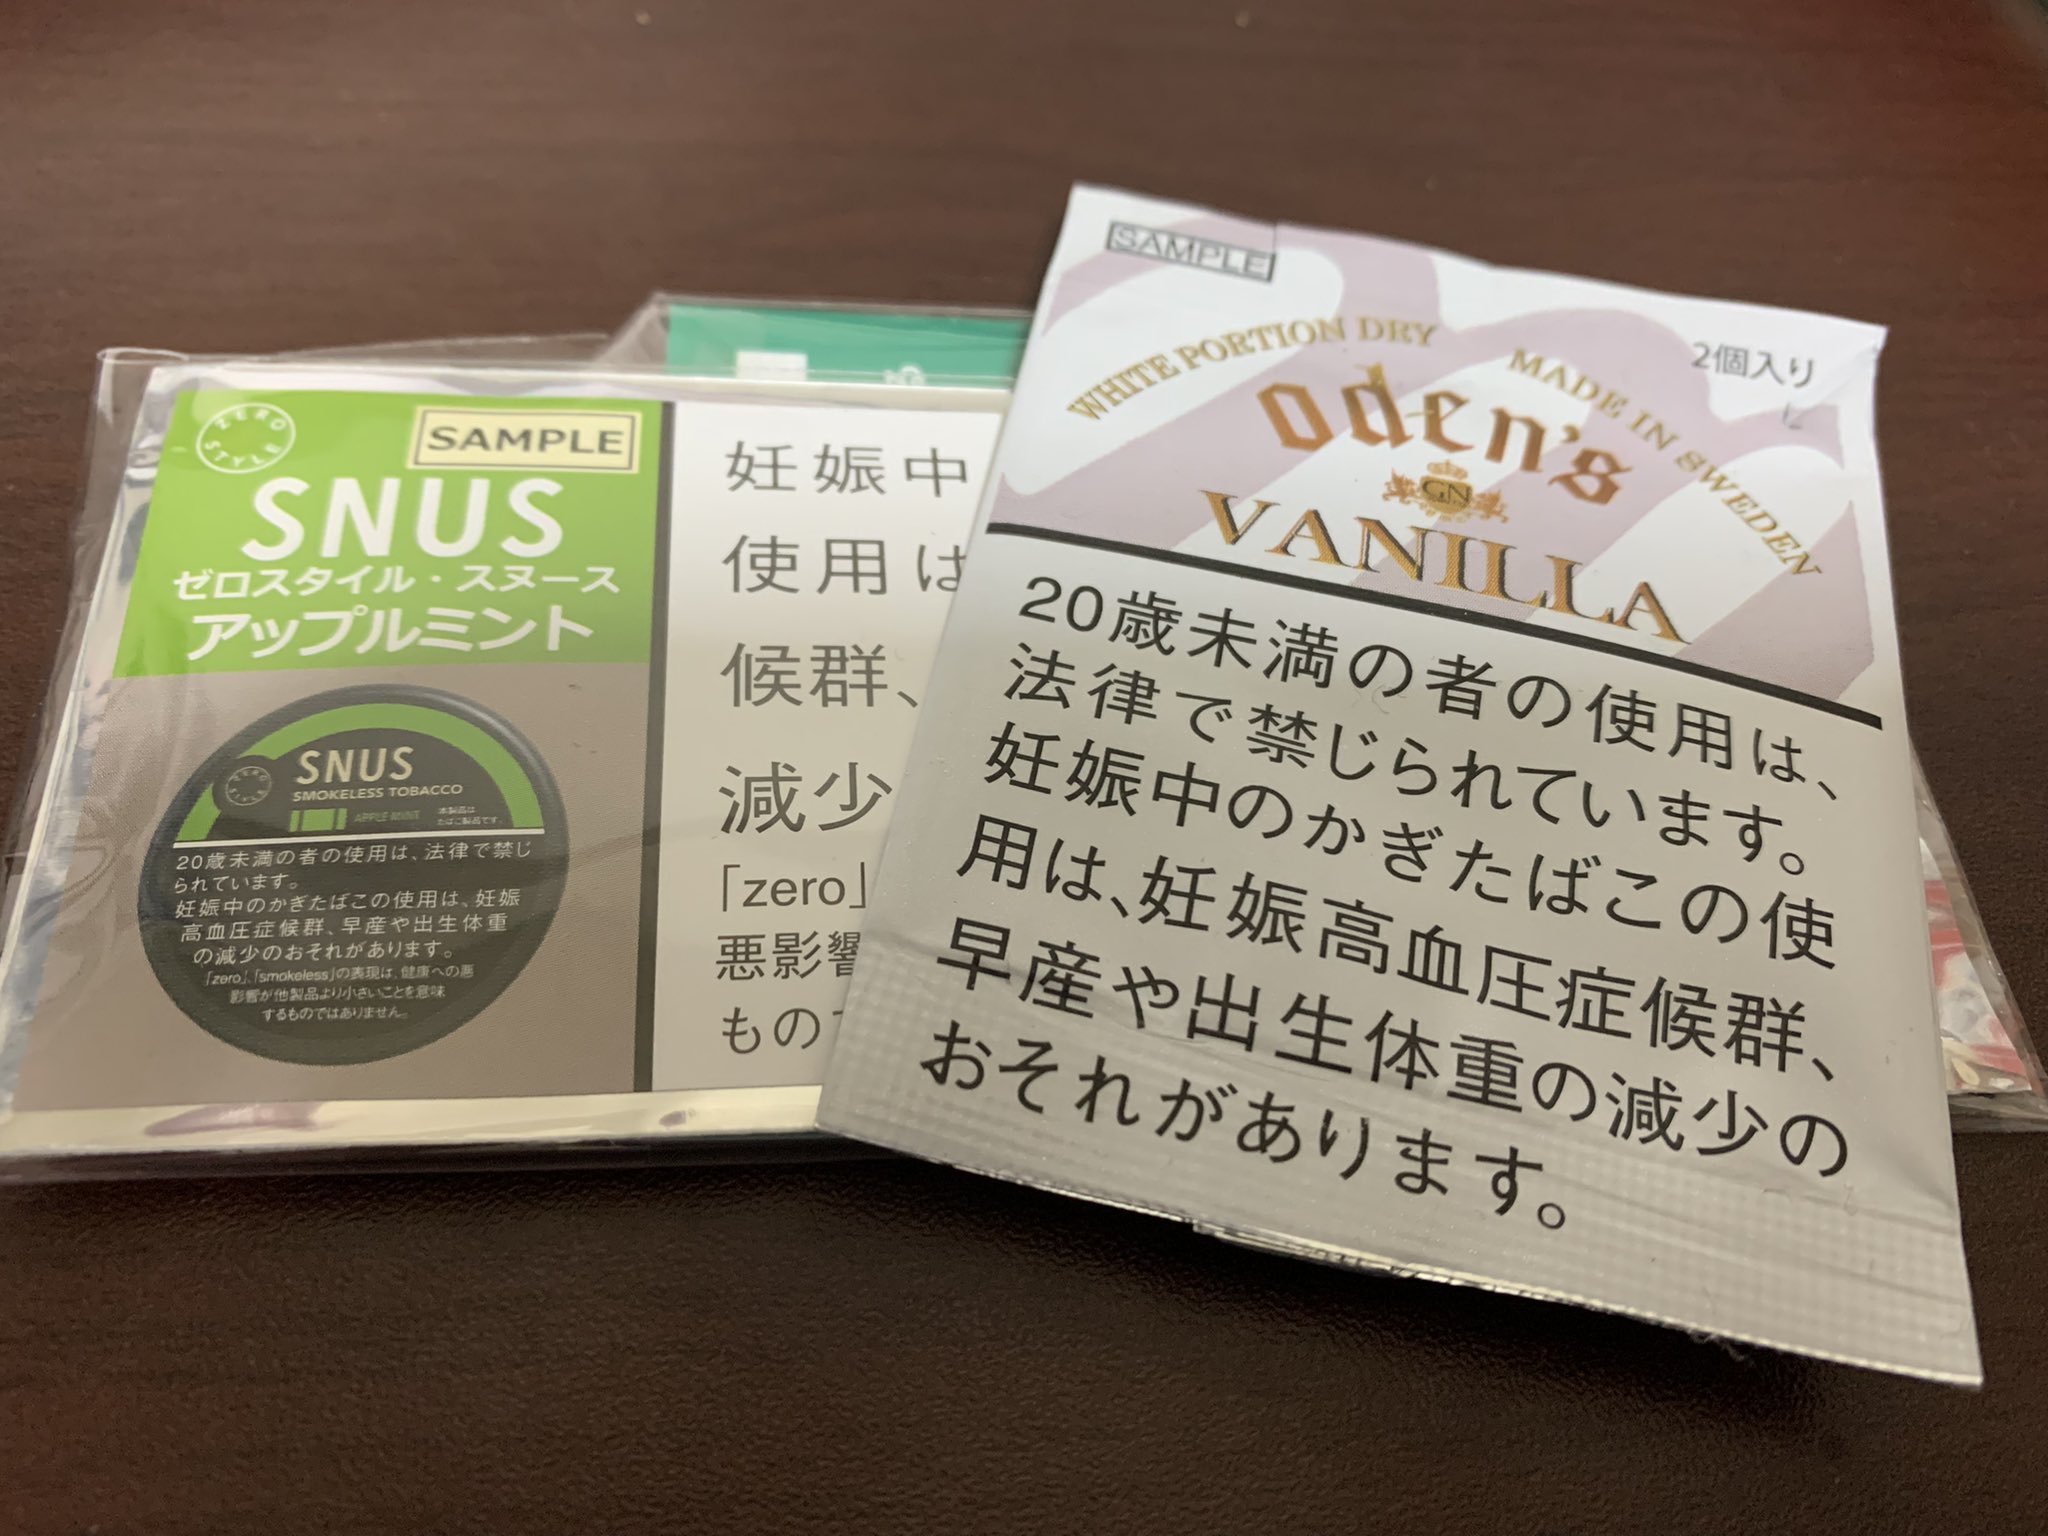 ZERO STYLE
SAMPLE
SNUS
ゼロスタイル・スヌース
アップルミント
SNUS
SMOKELESS TOBACCO
APPLE MINT
本製品は
たばこ製品です。
20歳未満の者の使用は、法律で禁じ
られています。
妊娠中のかぎたばこの使用は、妊娠
高血圧症候群、早産や出生体重
の減少のおそれがあります。
「zero」、「smokeless」の表現は、健康への悪
影響が他製品より小さいことを意味
するものではありません。
妊娠中
使用は
候群、
減少
「zero」
悪影響
もの
SAMPLE
2個入り
WHITE PORTION DRY MADE IN SWEDEN
oden's
GN
VANILLA
20歳未満の者の使用は、
法律で禁じられています。
妊娠中のかぎたばこの使
用は、妊娠高血圧症候群、
早産や出生体重の減少の
おそれがあります。